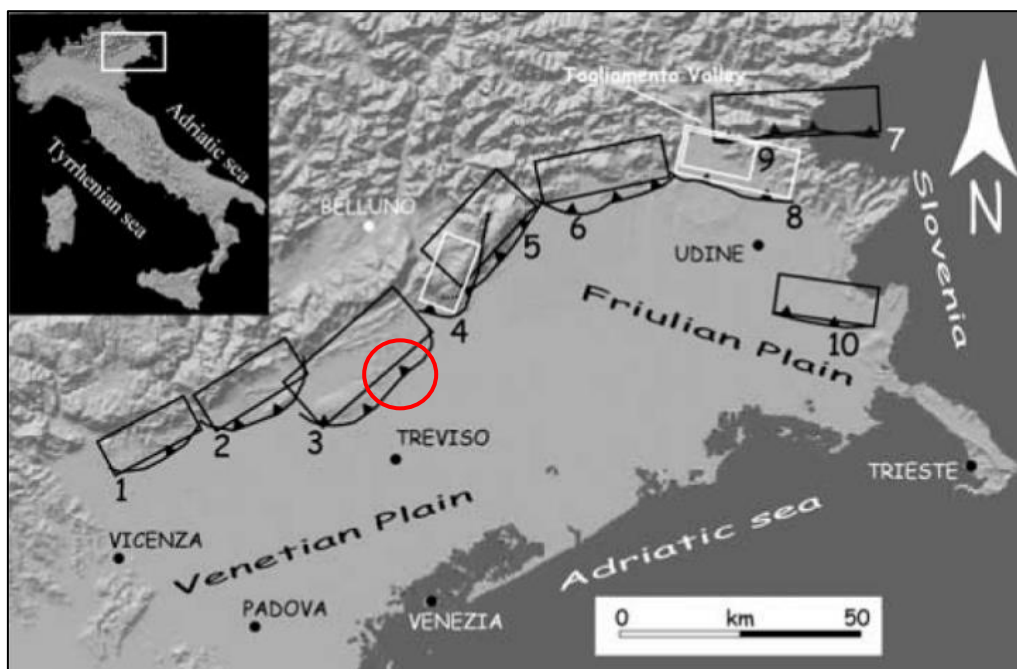 Adriatic sea
Tyrrhenian sea
Tagliamento Valley
7
9
BELLUNO
8
6
5
UDINE
Slovenia
N
4
Friulian Plain
10
3
2
TREVISO
1
TRIESTE
VICENZA
Venetian Plain
Adriatic sea
PADOVA
VENEZIA
0 km 50